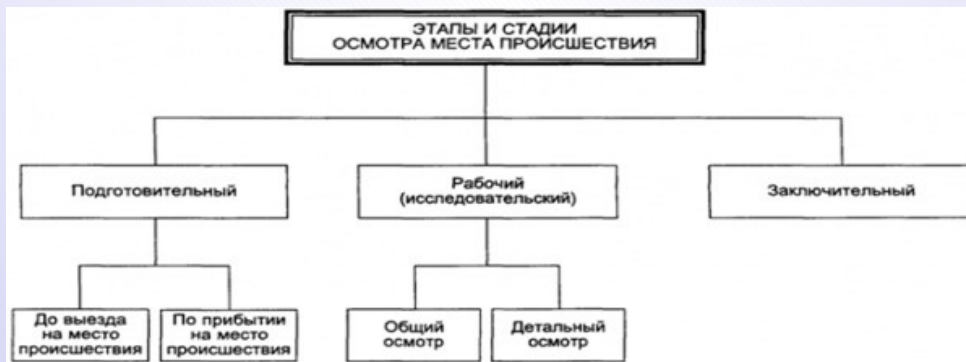 ЭТАПЫ И СТАДИИ
ОСМОТРА МЕСТА ПРОИСШЕСТВИЯ
Подготовительный
Рабочий
(исследовательский)
Заключительный
До выезда
на место
происшествия
По прибытии
на место
происшествия
Общий
осмотр
Детальный
осмотр